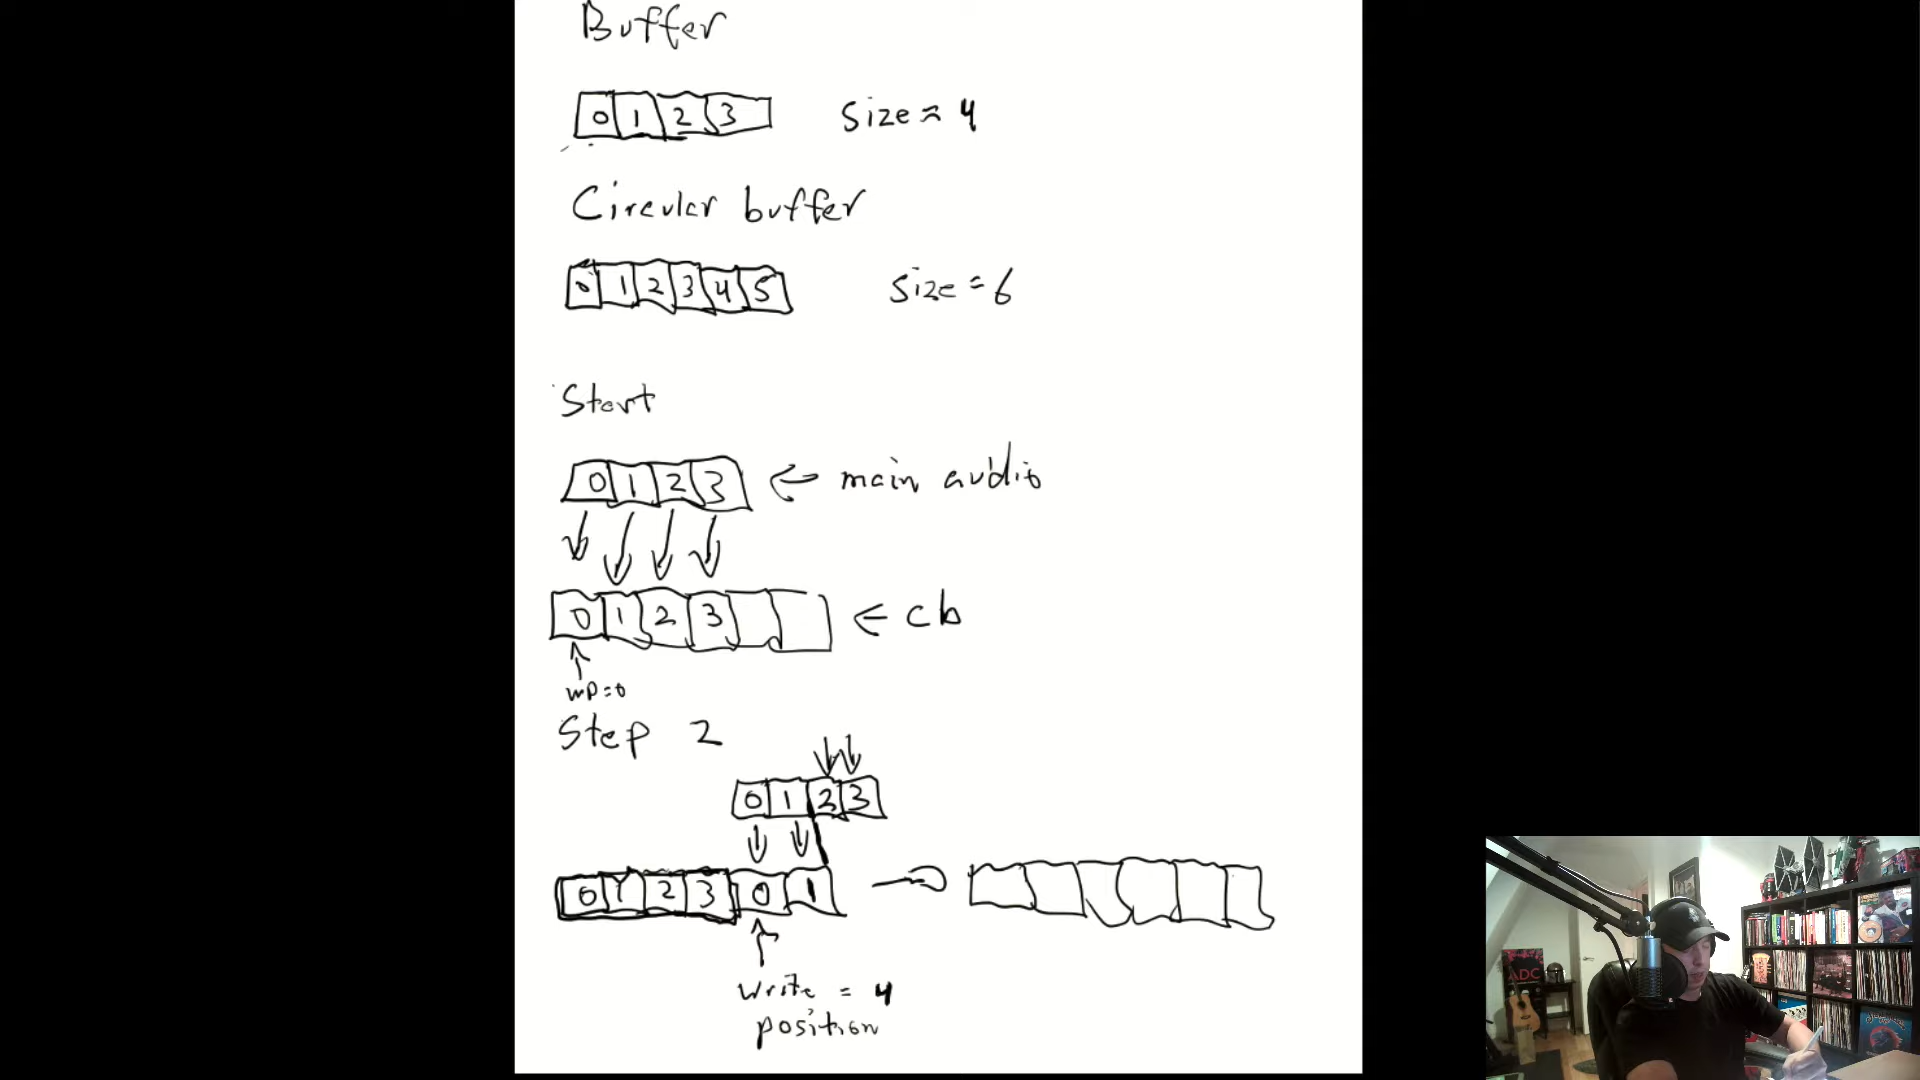 Buffer
0 1 2 3 size = 4
Circular buffer
0 1 2 3 4 5 size = 6
Start
0 1 2 3 ← main audio
0 1 2 3 ← cb
wp=0
Step 2
0 1 2 3
0 1 2 3 0 1
write = 4
position
ADC